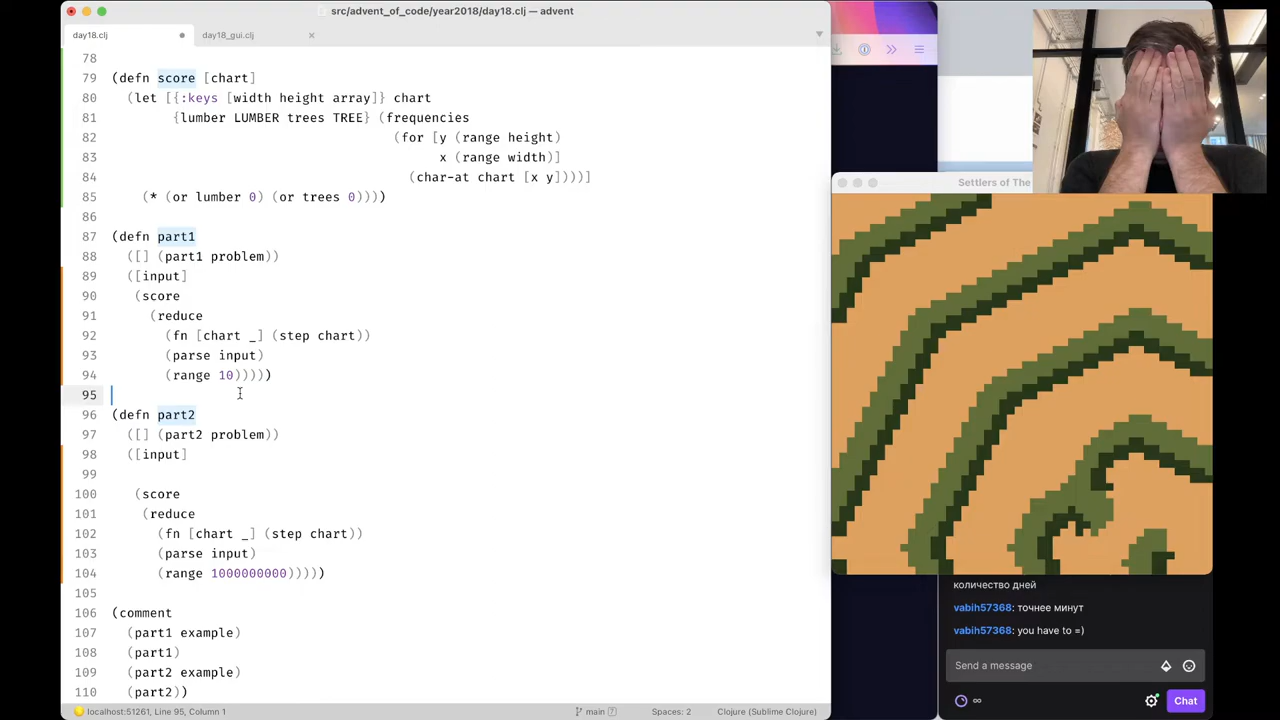 src/advent_of_code/year2018/day18.clj — advent
day18.clj
day18_gui.clj
78
79 (defn score [chart]
80 (let [{:keys [width height array]} chart
81 {lumber LUMBER trees TREE} (frequencies
82 (for [y (range height)
83 x (range width)]
84 (char-at chart [x y])))]
85 (* (or lumber 0) (or trees 0))))
86
87 (defn part1
88 ([] (part1 problem))
89 ([input]
90 (score
91 (reduce
92 (fn [chart _] (step chart))
93 (parse input)
94 (range 10)))))
95
96 (defn part2
97 ([] (part2 problem))
98 ([input]
99
100 (score
101 (reduce
102 (fn [chart _] (step chart))
103 (parse input)
104 (range 1000000000)))))
105
106 (comment
107 (part1 example)
108 (part1)
109 (part2 example)
110 (part2))
localhost:51261, Line 95, Column 1
main
?
Spaces: 2
Clojure (Sublime Clojure)
Settlers of The
количество дней
vabih57368: точнее минут
vabih57368: you have to =)
Send a message
∞
Chat